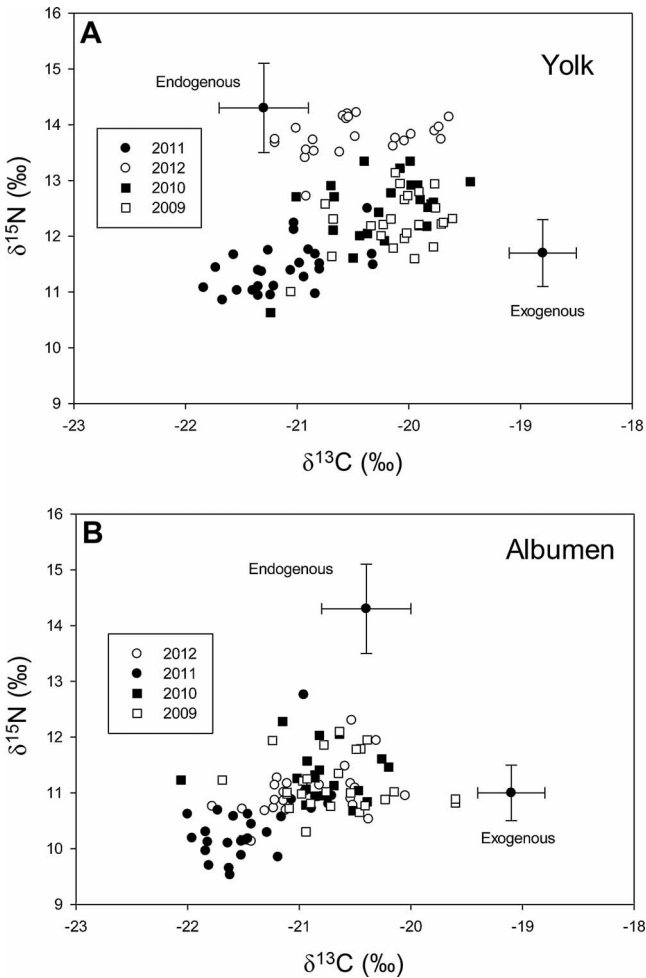 A
Yolk
Endogenous
Exogenous
2011
2012
2010
2009
16
15
14
13
12
11
10
9
δ15N (‰)
-23 -22 -21 -20 -19 -18
δ13C (‰)
B
Albumen
Endogenous
Exogenous
2012
2011
2010
2009
16
15
14
13
12
11
10
9
δ15N (‰)
-23 -22 -21 -20 -19 -18
δ13C (‰)